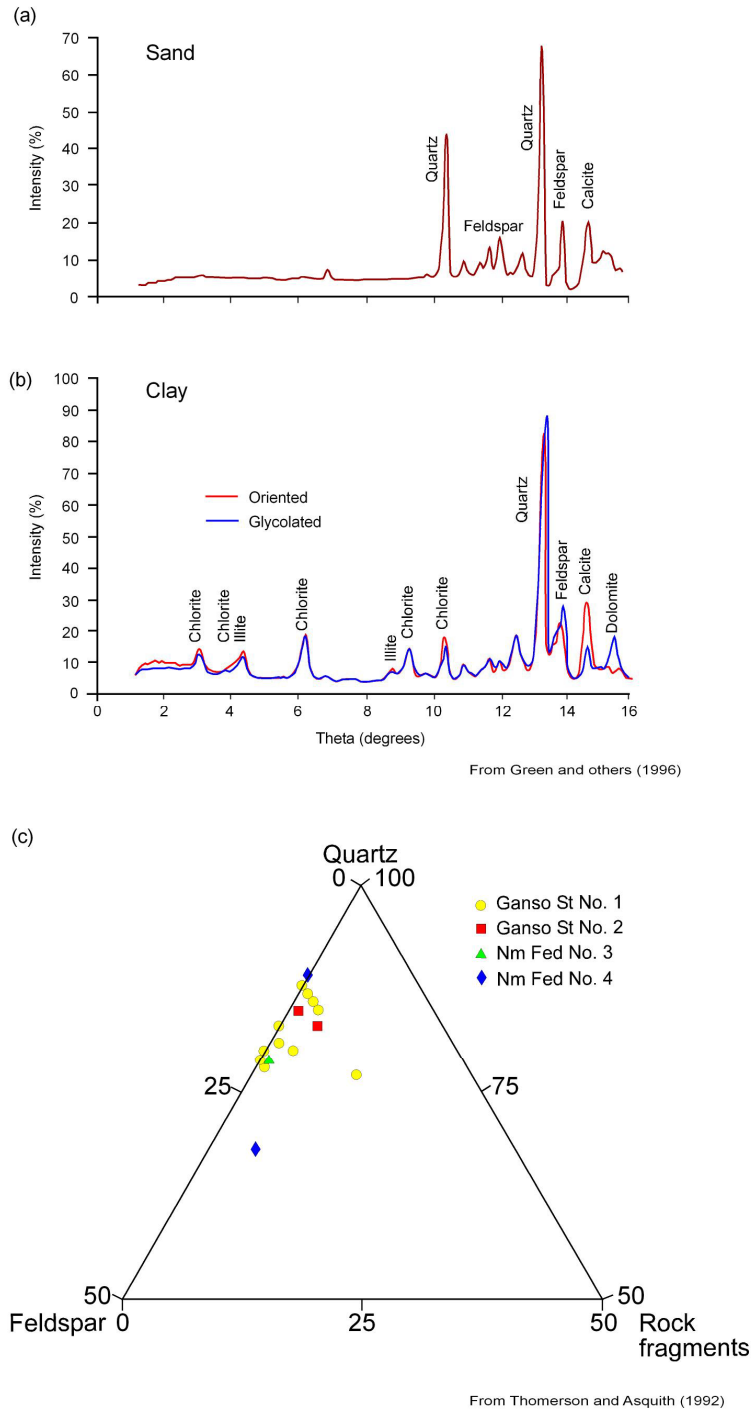 (a)
Sand
Intensity (%)
70
60
50
40
30
20
10
0
Quartz
Feldspar
Quartz
Feldspar
Calcite
(b)
Clay
Intensity (%)
100
90
80
70
60
50
40
30
20
10
0
Oriented
Glycolated
Chlorite
Chlorite
Illite
Chlorite
Illite
Chlorite
Chlorite
Quartz
Feldspar
Calcite
Dolomite
0 2 4 6 8 10 12 14 16
Theta (degrees)
From Green and others (1996)
(c)
Quartz
0 100
Ganso St No. 1
Ganso St No. 2
Nm Fed No. 3
Nm Fed No. 4
25 75
50 50
Feldspar 0 25 50 Rock
fragments
From Thomerson and Asquith (1992)